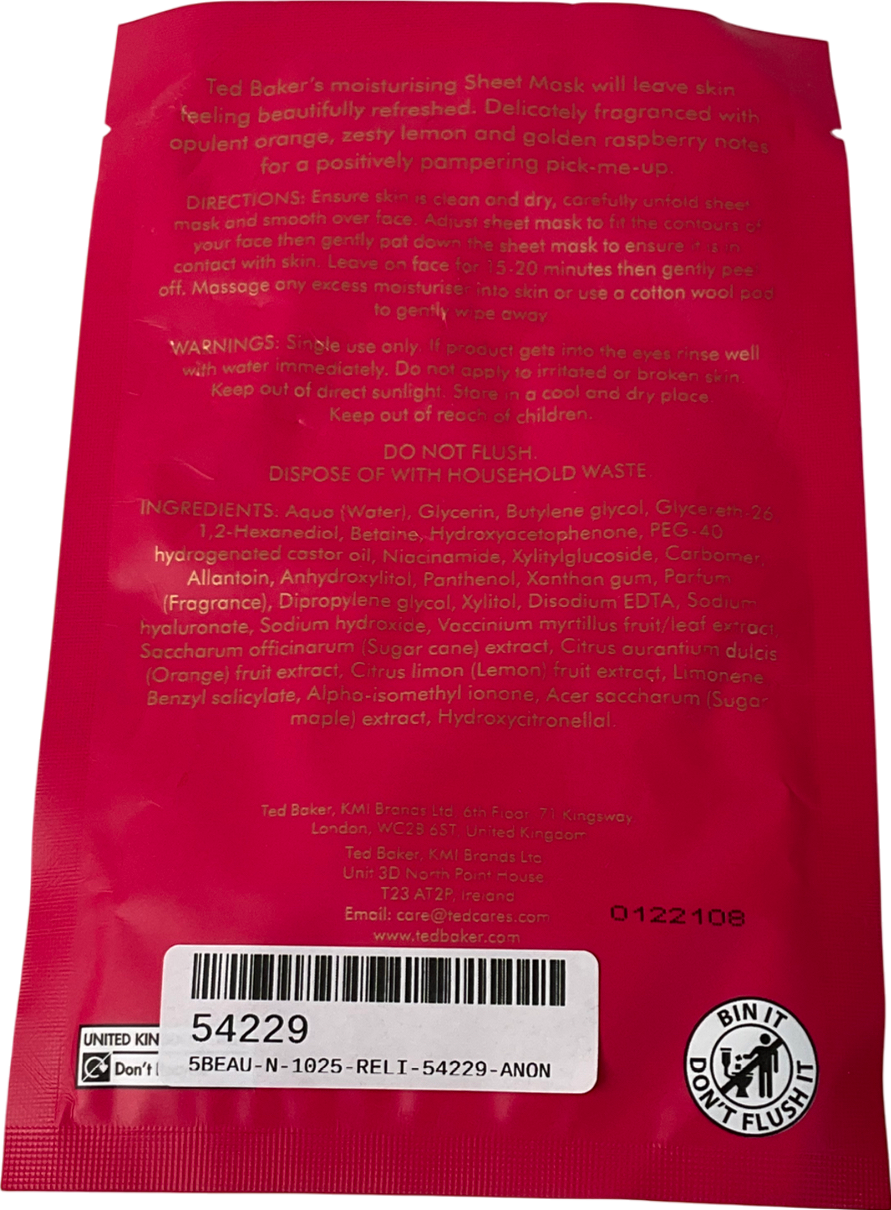 Ted Baker's moisturising Sheet Mask will leave skin
feeling beautifully refreshed. Delicately fragranced with
opulent orange, zesty lemon and golden raspberry notes
for a positively pampering pick-me-up.
DIRECTIONS: Ensure skin is clean and dry, carefully unfold sheet
mask and smooth over face. Adjust sheet mask to fit the contours of
your face then gently pat down the sheet mask to ensure it is in
contact with skin. Leave on face for 15-20 minutes then gently peel
off. Massage any excess moisturiser into skin or use a cotton wool pad
to gently wipe away
WARNINGS: Single use only. If product gets into the eyes rinse well
with water immediately. Do not apply to irritated or broken skin.
Keep out of direct sunlight. Store in a cool and dry place
Keep out of reach of children.
DO NOT FLUSH.
DISPOSE OF WITH HOUSEHOLD WASTE.
INGREDIENTS: Aqua (Water), Glycerin, Butylene glycol, Glycereth-26
1,2-Hexanediol, Betaine, Hydroxyacetophenone, PEG-40
hydrogenated castor oil, Niacinamide, Xylitylglucoside, Carbomer,
Allantoin, Anhydroxylitol, Panthenol, Xanthan gum, Parfum
(Fragrance), Dipropylene glycol, Xylitol, Disodium EDTA, Sodium
hyaluronate, Sodium hydroxide, Vaccinium myrtillus fruit/leaf extract,
Saccharum officinarum (Sugar cane) extract, Citrus aurantium dulcis
(Orange) fruit extract, Citrus limon (Lemon) fruit extract, Limonene
Benzyl salicylate, Alpha-isomethyl ionone, Acer saccharum (Sugar
maple) extract, Hydroxycitronellal.
Ted Baker, KMI Brands Ltd, 6th Floor, 71 Kingsway
London, WC2B 6ST, United Kingdom
Ted Baker, KMI Brands Ltd
Unit 3D North Point House
T23 AT2P, Ireland
Email: care@tedcares.com
www.tedbaker.com
0122108
UNITED KIN
Don't
54229
5BEAU-N-1025-RELI-54229-ANON
BIN IT
DON'T FLUSH IT